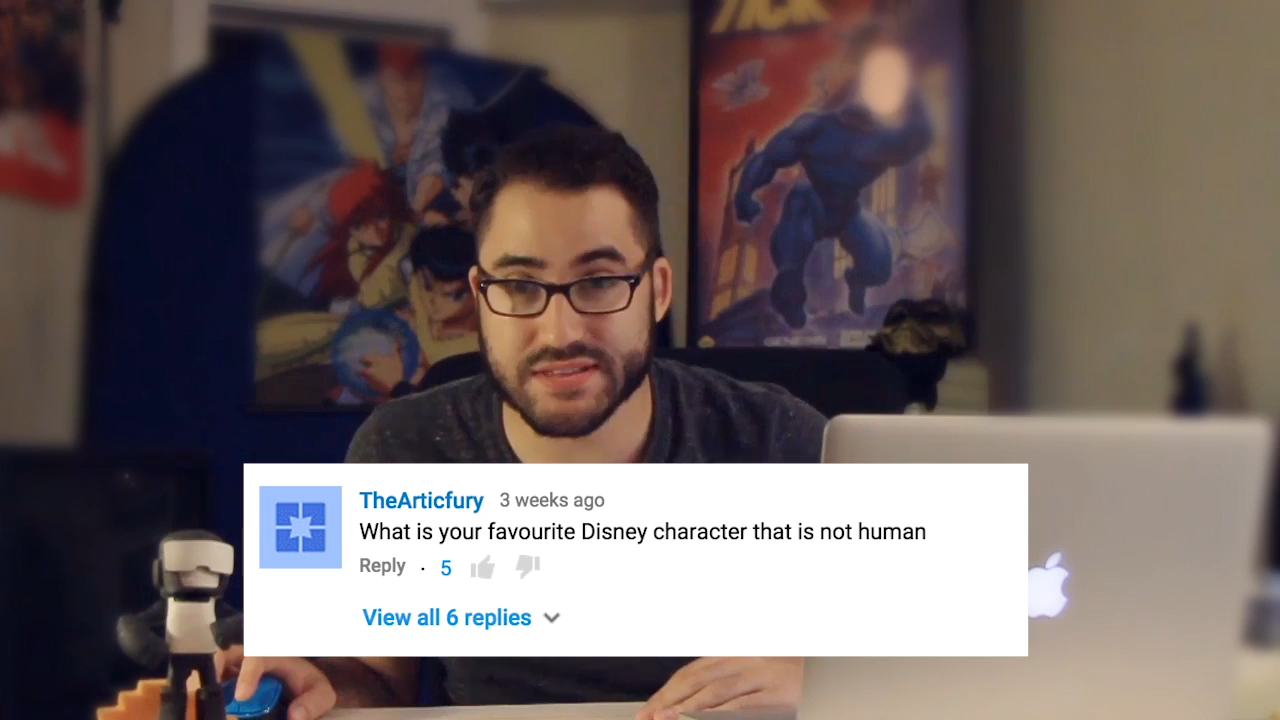 TICK
TheArticfury 3 weeks ago
What is your favourite Disney character that is not human
Reply · 5
View all 6 replies